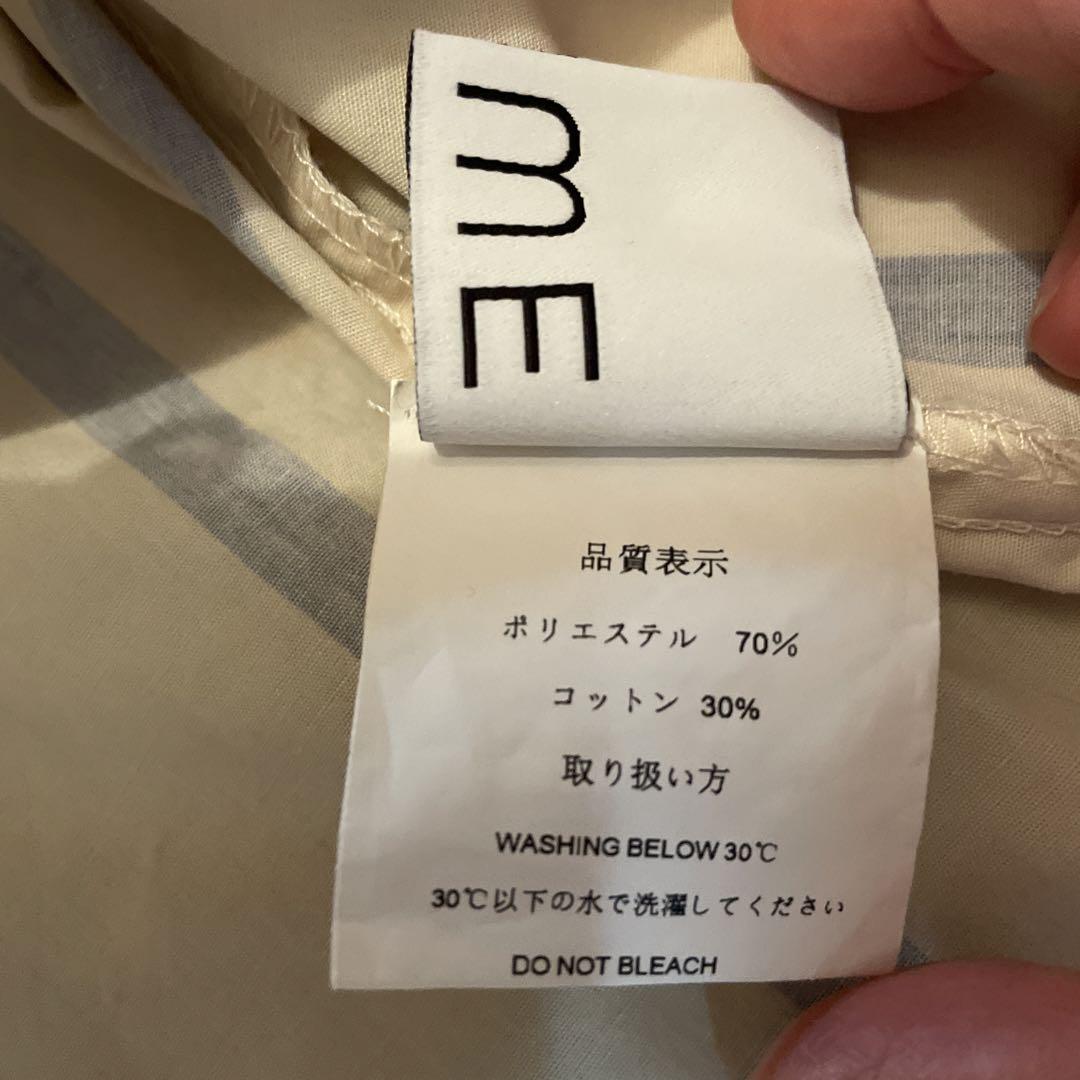 mE
品質表示
ポリエステル 70%
コットン 30%
取り扱い方
WASHING BELOW 30℃
30℃以下の水で洗濯してください
DO NOT BLEACH